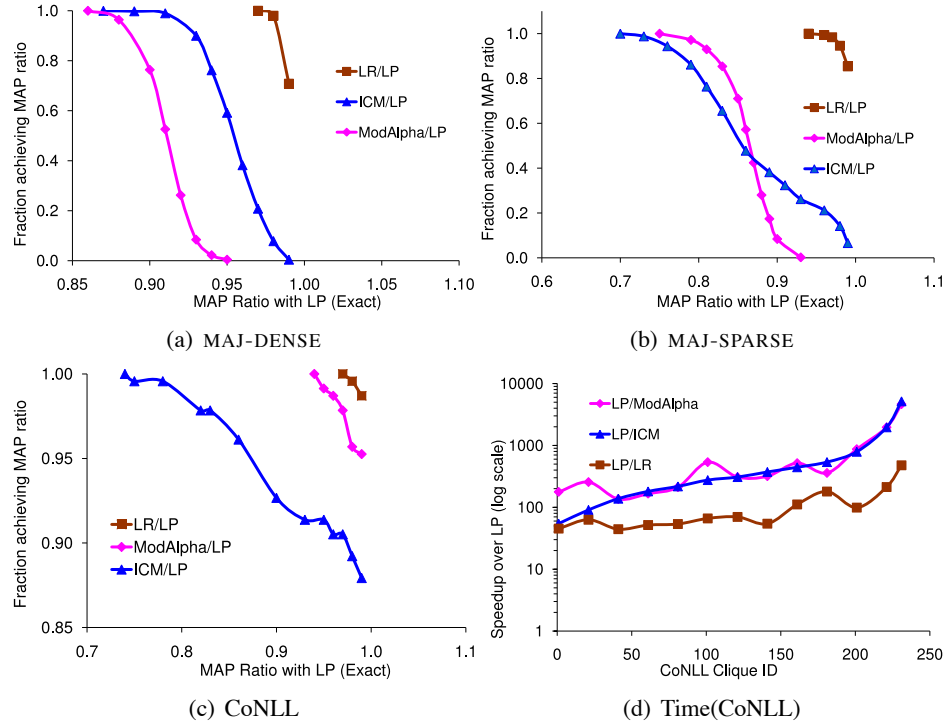 Fraction achieving MAP ratio
1.0
0.8
0.6
0.4
0.2
0.0
0.85
0.90
0.95
1.00
1.05
1.10
MAP Ratio with LP (Exact)
LR/LP
ICM/LP
ModAlpha/LP
(a) MAJ-DENSE
Fraction achieving MAP ratio
1.0
0.8
0.6
0.4
0.2
0.0
0.6
0.7
0.8
0.9
1.0
1.1
MAP Ratio with LP (Exact)
LR/LP
ModAlpha/LP
ICM/LP
(b) MAJ-SPARSE
Fraction achieving MAP ratio
1.00
0.95
0.90
0.85
0.7
0.8
0.9
1.0
1.1
MAP Ratio with LP (Exact)
LR/LP
ModAlpha/LP
ICM/LP
(c) CoNLL
Speedup over LP (log scale)
10000
1000
100
10
1
0
50
100
150
200
250
CoNLL Clique ID
LP/ModAlpha
LP/ICM
LP/LR
(d) Time(CoNLL)